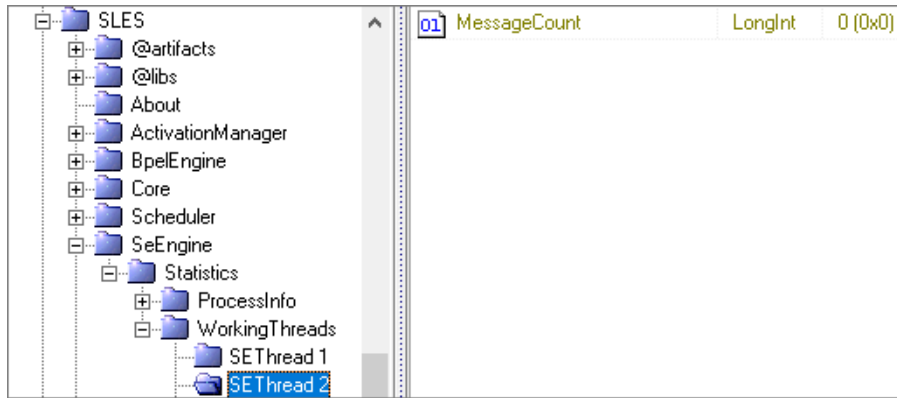 SLES
@artifacts
@libs
About
ActivationManager
BpelEngine
Core
Scheduler
SeEngine
Statistics
ProcessInfo
WorkingThreads
SEThread 1
SEThread 2
MessageCount LongInt 0 (0x0)